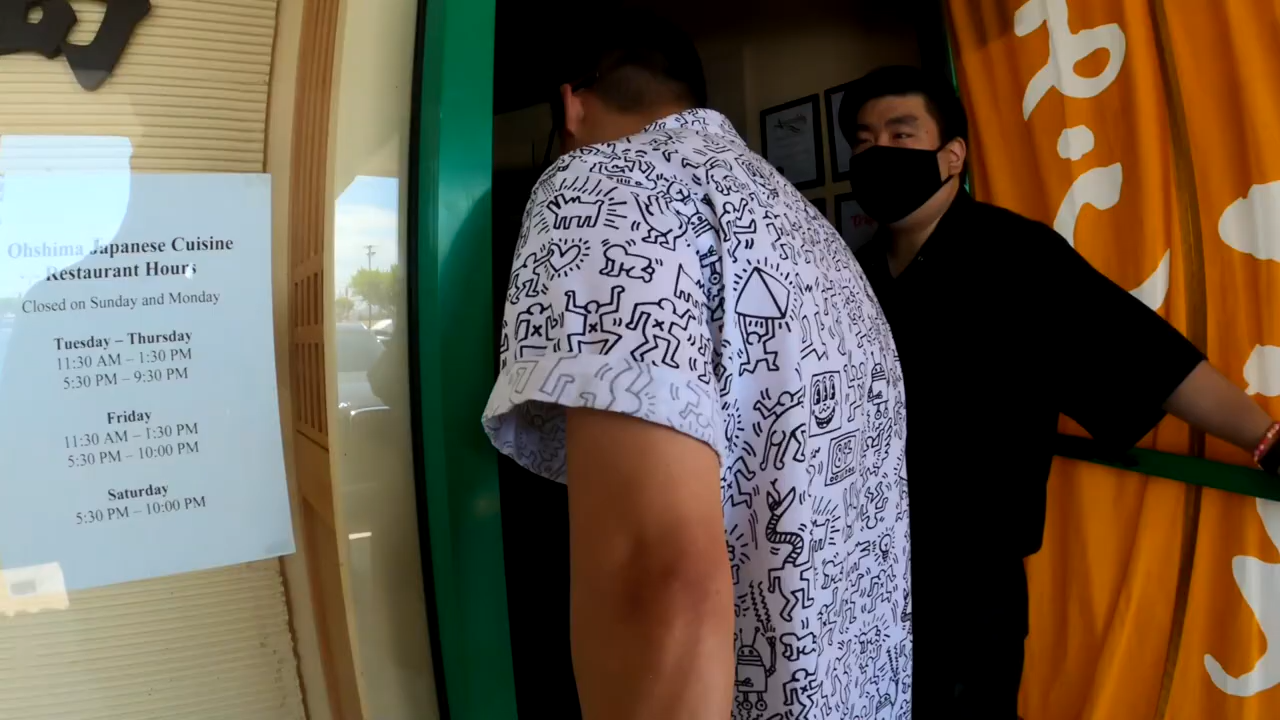 Ohshima Japanese Cuisine
Restaurant Hours
Closed on Sunday and Monday
Tuesday – Thursday
11:30 AM – 1:30 PM
5:30 PM – 9:30 PM
Friday
11:30 AM – 1:30 PM
5:30 PM – 10:00 PM
Saturday
5:30 PM – 10:00 PM